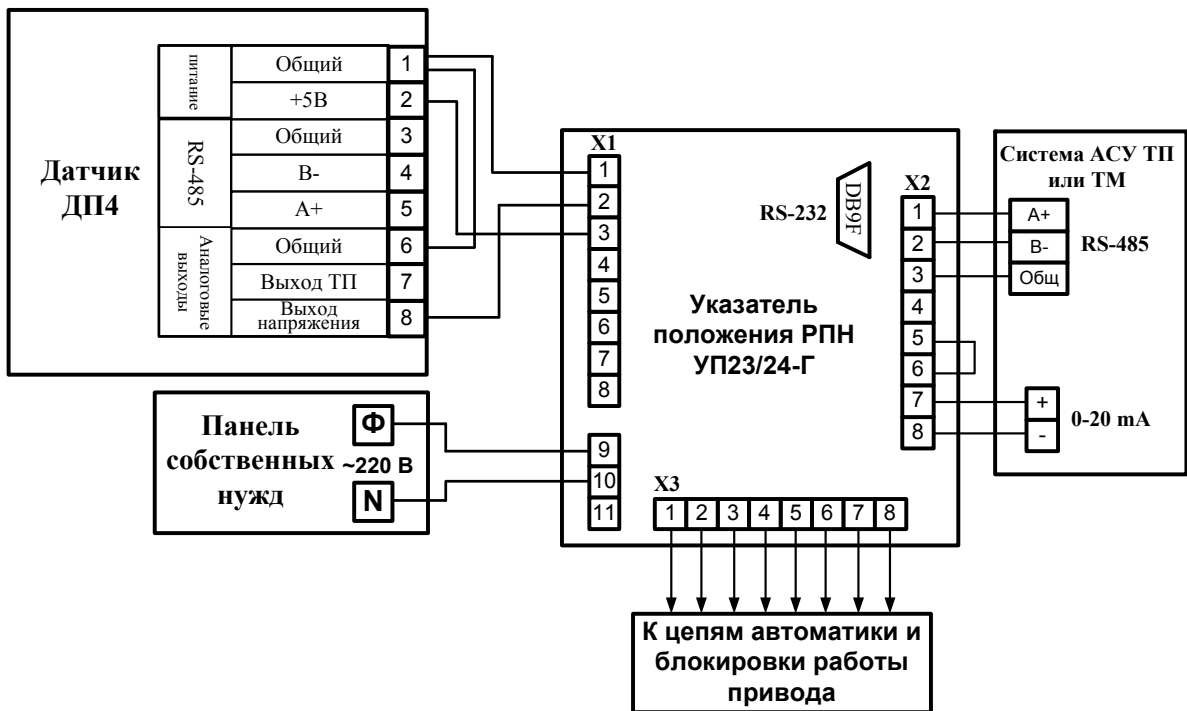 Датчик
ДП4
питание
RS-485
Аналоговые
выходы
Общий 1
+5В 2
Общий 3
В- 4
А+ 5
Общий 6
Выход ТП 7
Выход
напряжения 8
Панель
собственных
нужд
~220 В
Ф
N
X1
1
2
3
4
5
6
7
8
9
10
11
RS-232
DB9F
Указатель
положения РПН
УП23/24-Г
X2
1
2
3
4
5
6
7
8
X3
1 2 3 4 5 6 7 8
Система АСУ ТП
или ТМ
А+
В-
Общ
RS-485
+
-
0-20 mA
К цепям автоматики и
блокировки работы
привода